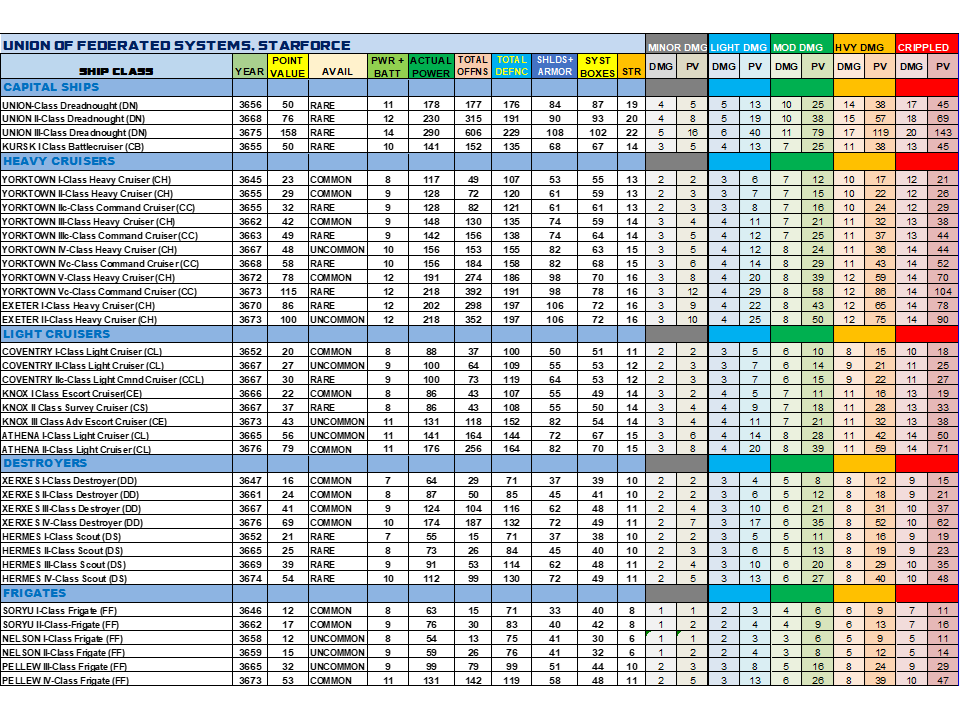 UNION OF FEDERATED SYSTEMS, STARFORCE MINOR DMG LIGHT DMG MOD DMG HVY DMG CRIPPLED
SHIP CLASS YEAR POINT VALUE AVAIL PWR + BATT ACTUAL POWER TOTAL OFFNS TOTAL DEFNC SHLDS+ ARMOR SYST BOXES STR DMG PV DMG PV DMG PV DMG PV DMG PV
CAPITAL SHIPS
UNION-Class Dreadnought (DN) 3656 50 RARE 11 178 177 176 84 87 19 4 5 5 13 10 25 14 38 17 45
UNION II-Class Dreadnought (DN) 3668 76 RARE 12 230 315 191 90 93 20 4 8 5 19 10 38 15 57 18 69
UNION III-Class Dreadnought (DN) 3675 158 RARE 14 290 606 229 108 102 22 5 16 6 40 11 79 17 119 20 143
KURSK I Class Battlecruiser (CB) 3655 50 RARE 10 141 152 135 68 67 14 3 5 4 13 7 25 11 38 13 45
HEAVY CRUISERS
YORKTOWN I-Class Heavy Cruiser (CH) 3645 23 COMMON 8 117 49 107 53 55 13 2 2 3 6 7 12 10 17 12 21
YORKTOWN II-Class Heavy Cruiser (CH) 3655 29 COMMON 9 128 72 120 61 59 13 2 3 3 7 7 15 10 22 12 26
YORKTOWN IIc-Class Command Cruiser (CC) 3655 32 RARE 9 128 82 121 61 61 13 2 3 3 8 7 16 10 24 12 29
YORKTOWN III-Class Heavy Cruiser (CH) 3662 42 COMMON 9 148 130 135 74 59 14 3 4 4 11 7 21 11 32 13 38
YORKTOWN IIIc-Class Command Cruiser (CC) 3663 49 RARE 9 142 156 138 74 64 14 3 5 4 12 7 25 11 37 13 44
YORKTOWN IV-Class Heavy Cruiser (CH) 3667 48 UNCOMMON 10 156 153 155 82 63 15 3 5 4 12 8 24 11 36 14 44
YORKTOWN IVc-Class Command Cruiser (CC) 3668 58 RARE 10 156 184 158 82 68 15 3 6 4 14 8 29 11 43 14 52
YORKTOWN V-Class Heavy Cruiser (CH) 3672 78 COMMON 12 191 274 186 98 70 16 3 8 4 20 8 39 12 59 14 70
YORKTOWN Vc-Class Command Cruiser (CC) 3673 115 RARE 12 218 392 191 98 78 16 3 12 4 29 8 58 12 86 14 104
EXETER I-Class Heavy Cruiser (CH) 3670 86 RARE 12 202 298 197 106 72 16 3 9 4 22 8 43 12 65 14 78
EXETER II-Class Heavy Cruiser (CH) 3673 100 UNCOMMON 12 218 352 197 106 72 16 3 10 4 25 8 50 12 75 14 90
LIGHT CRUISERS
COVENTRY I-Class Light Cruiser (CL) 3652 20 COMMON 8 88 37 100 50 51 11 2 2 3 5 6 10 8 15 10 18
COVENTRY II-Class Light Cruiser (CL) 3667 27 UNCOMMON 9 100 64 109 55 53 12 2 3 3 7 6 14 9 21 11 25
COVENTRY IIc-Class Light Cmnd Cruiser (CCL) 3667 30 RARE 9 100 73 119 64 53 12 2 3 3 7 6 15 9 22 11 27
KNOX I Class Escort Cruiser(CE) 3666 22 COMMON 8 86 43 107 55 49 14 3 2 4 5 7 11 11 16 13 19
KNOX II Class Survey Cruiser (CS) 3667 37 RARE 8 86 43 108 55 50 14 3 4 4 9 7 18 11 28 13 33
KNOX III Class Adv Escort Cruiser (CE) 3673 43 UNCOMMON 11 131 118 152 82 54 14 3 4 4 11 7 21 11 32 13 38
ATHENA I-Class Light Cruiser (CL) 3665 56 UNCOMMON 11 141 164 144 72 67 15 3 6 4 14 8 28 11 42 14 50
ATHENA II-Class Light Cruiser (CL) 3676 79 COMMON 11 176 256 164 82 70 15 3 8 4 20 8 39 11 59 14 71
DESTROYERS
XERXES I-Class Destroyer (DD) 3647 16 COMMON 7 64 29 71 37 39 10 2 2 3 4 5 8 8 12 9 15
XERXES II-Class Destroyer (DD) 3661 24 COMMON 8 87 50 85 45 41 10 2 2 3 6 5 12 8 18 9 21
XERXES III-Class Destroyer (DD) 3667 41 COMMON 9 124 104 116 62 48 11 2 4 3 10 6 21 8 31 10 37
XERXES IV-Class Destroyer (DD) 3676 69 COMMON 10 174 187 132 72 49 11 2 7 3 17 6 35 8 52 10 62
HERMES I-Class Scout (DS) 3652 21 RARE 7 55 15 71 37 38 10 2 2 3 5 5 11 8 16 9 19
HERMES II-Class Scout (DS) 3665 25 RARE 8 73 26 84 45 40 10 2 3 3 6 5 13 8 19 9 23
HERMES III-Class Scout (DS) 3669 39 RARE 9 91 53 114 62 48 11 2 4 3 10 6 20 8 29 10 35
HERMES IV-Class Scout (DS) 3674 54 RARE 10 112 99 130 72 49 11 2 5 3 13 6 27 8 40 10 48
FRIGATES
SORYU I-Class Frigate (FF) 3646 12 COMMON 8 63 15 71 33 40 8 1 1 2 3 4 6 6 9 7 11
SORYU II-Class-Frigate (FF) 3662 17 COMMON 9 76 30 83 40 42 8 1 2 2 4 4 9 6 13 7 16
NELSON I-Class Frigate (FF) 3658 12 UNCOMMON 8 54 13 75 41 30 6 1 1 2 3 3 6 5 9 5 11
NELSON II-Class Frigate (FF) 3659 15 UNCOMMON 9 59 26 76 41 32 6 1 2 2 4 3 8 5 12 5 14
PELLEW III-Class Frigate (FF) 3665 32 UNCOMMON 9 99 79 99 51 44 10 2 3 3 8 5 16 8 24 9 29
PELLEW IV-Class Frigate (FF) 3673 53 COMMON 11 131 142 119 58 48 11 2 5 3 13 6 26 8 39 10 47